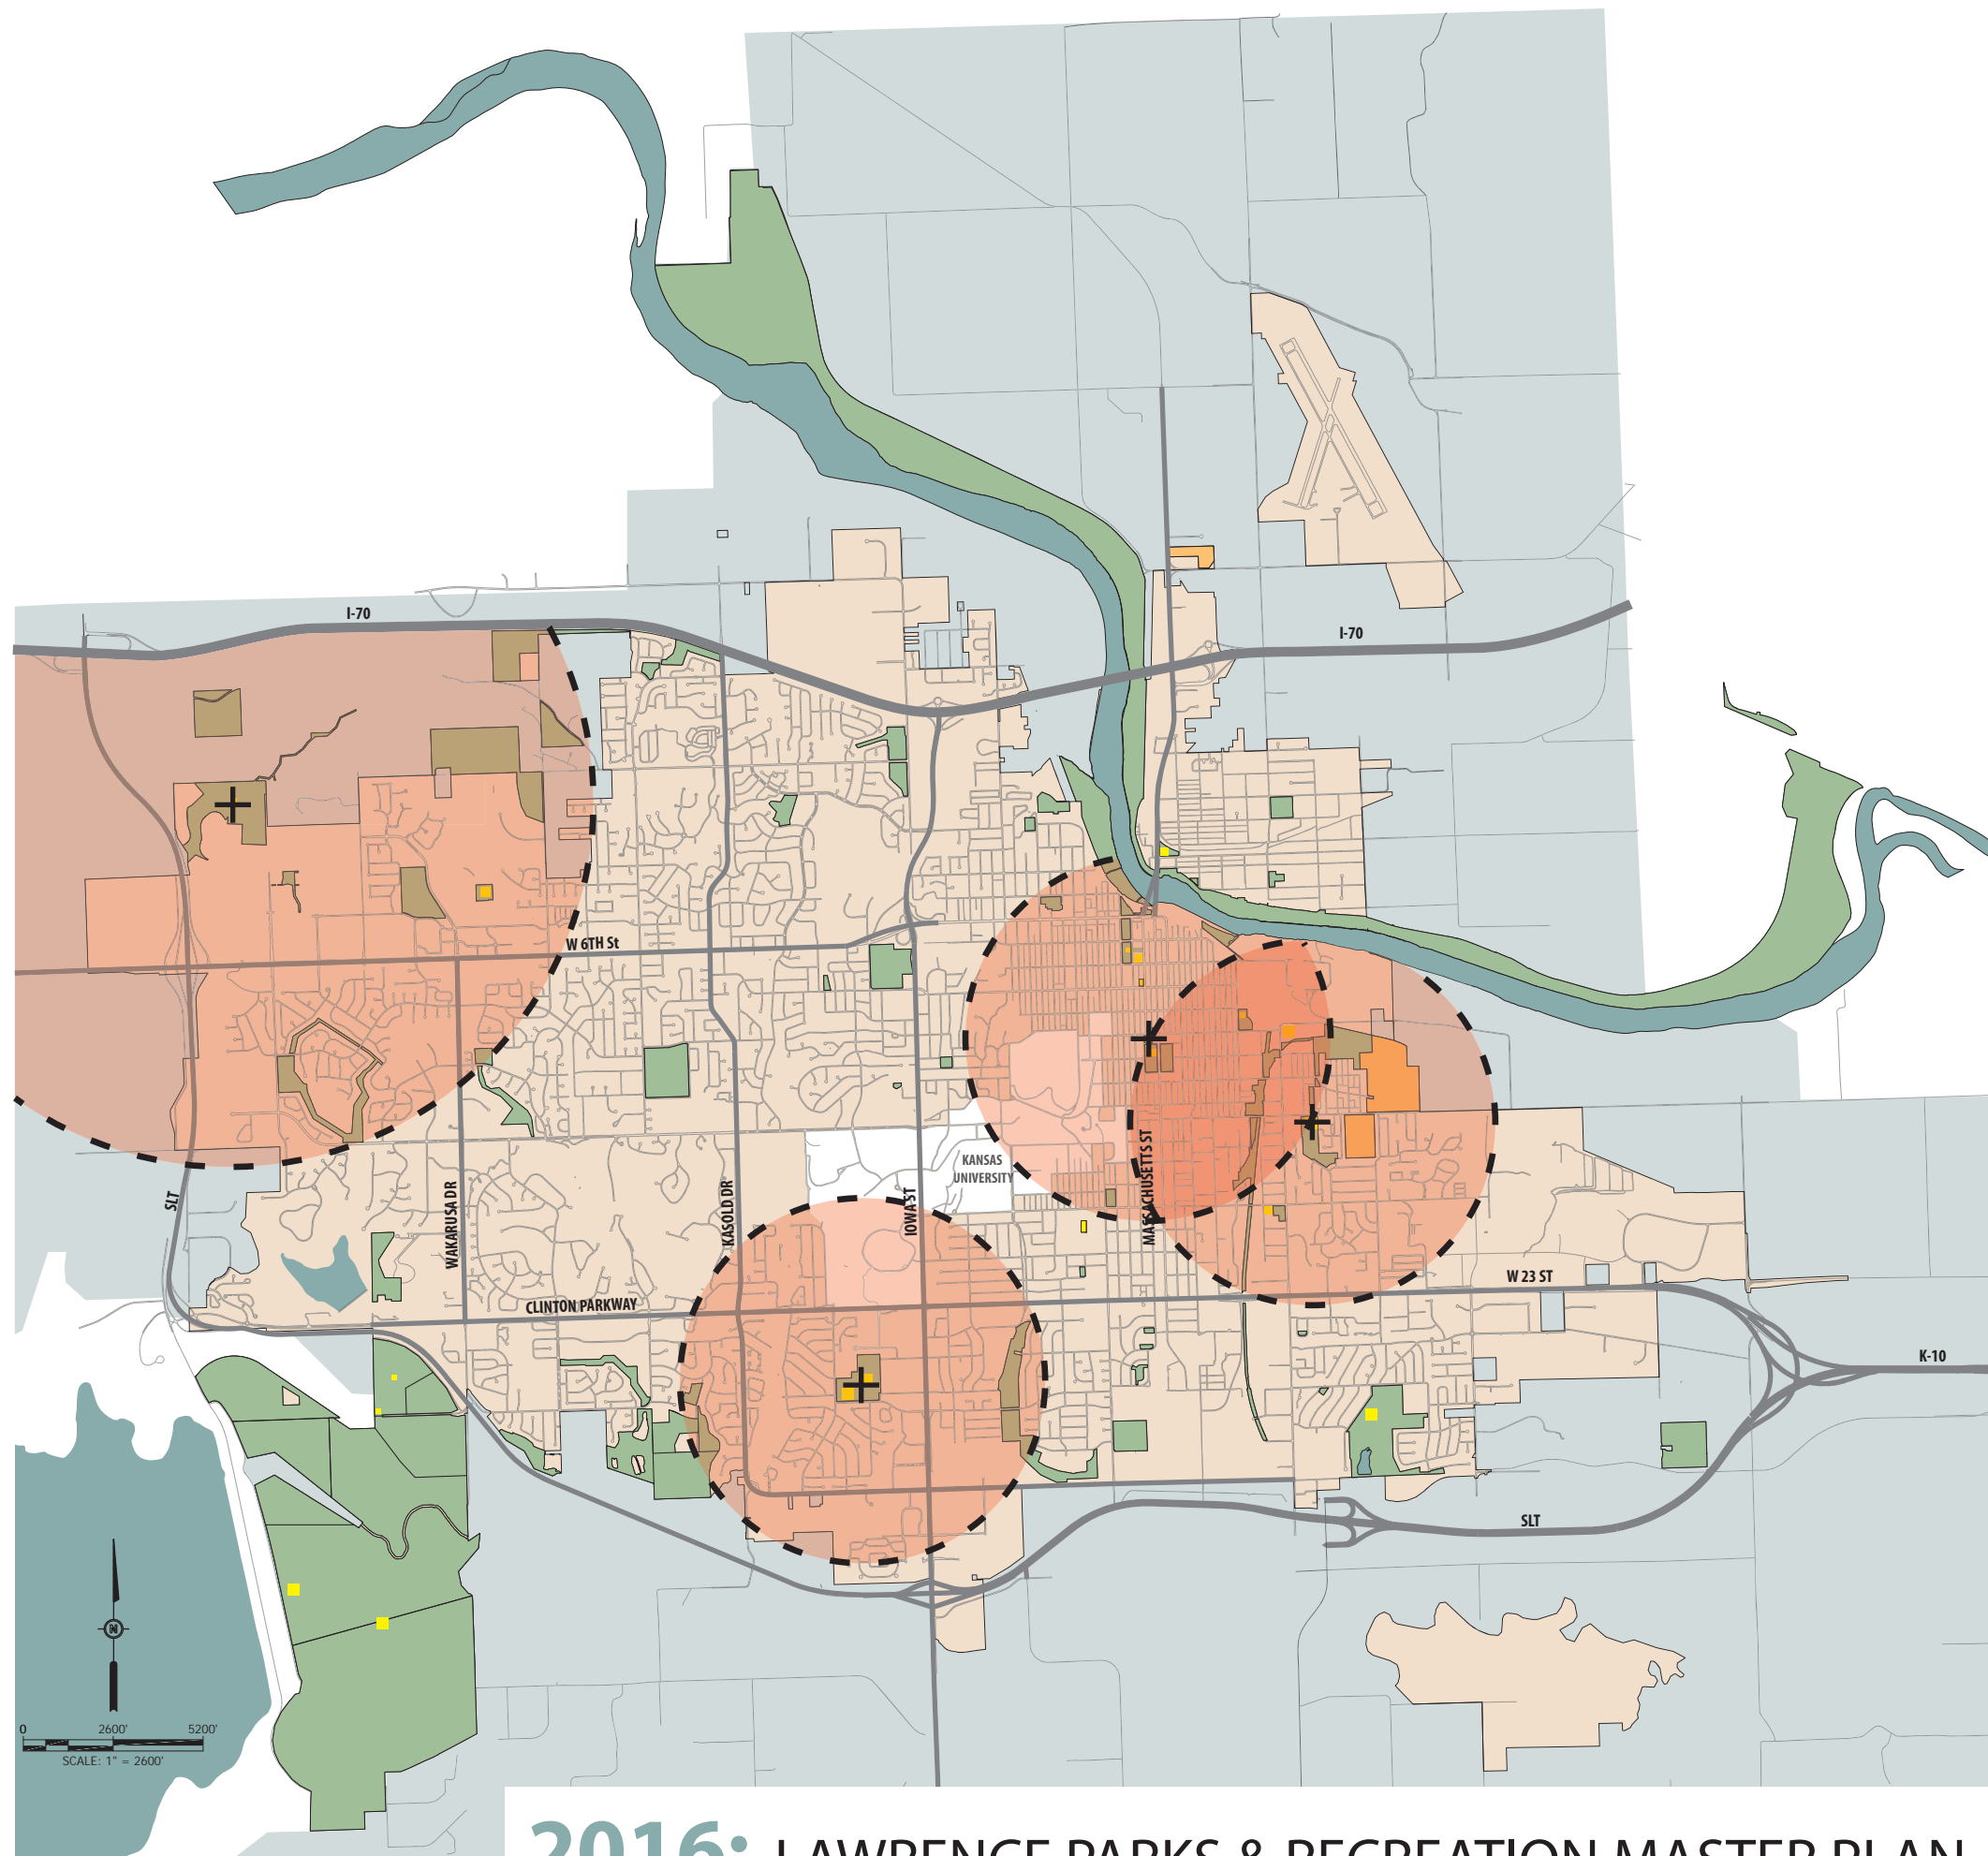 I-70
I-70
W 6TH St
KANSAS
UNIVERSITY
MASSACHUSETTS ST
SLT
WAKARUSA DR
KASOLD DR
IOWA ST
W 23 ST
CLINTON PARKWAY
K-10
SLT
N
0 2600' 5200'
SCALE: 1" = 2600'
2016: LAWRENCE PARKS & RECREATION MASTER PLAN